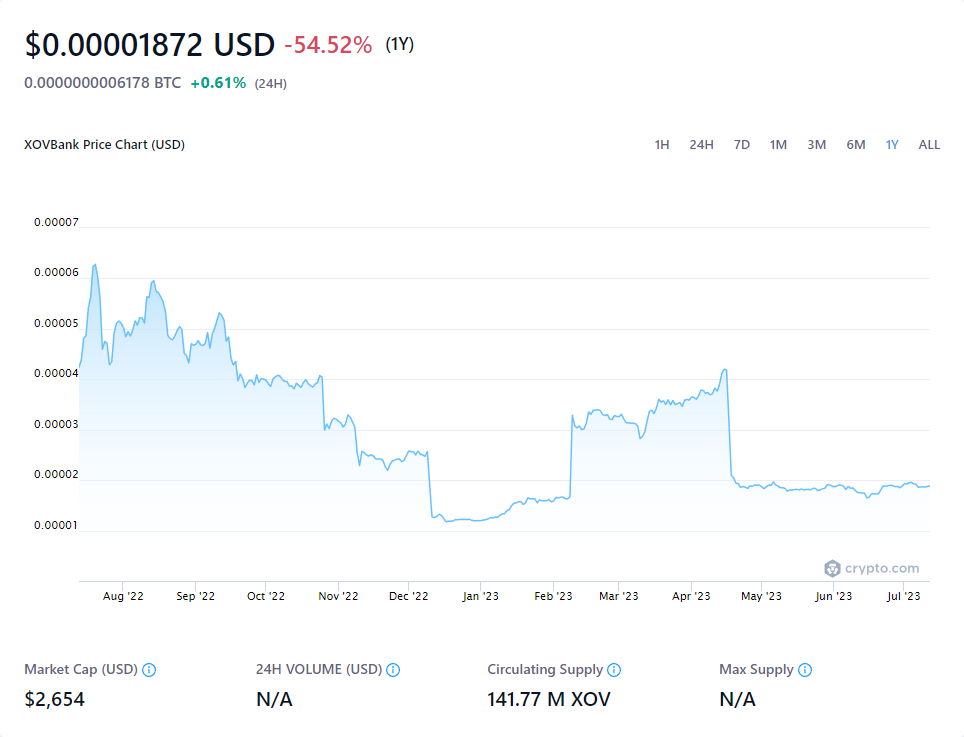 $0.00001872 USD -54.52% (1Y)
0.0000000006178 BTC +0.61% (24H)
XOVBank Price Chart (USD) 1H 24H 7D 1M 3M 6M 1Y ALL
0.00007
0.00006
0.00005
0.00004
0.00003
0.00002
0.00001
crypto.com
Aug '22 Sep '22 Oct '22 Nov '22 Dec '22 Jan '23 Feb '23 Mar '23 Apr '23 May '23 Jun '23 Jul '23
Market Cap (USD) 24H VOLUME (USD) Circulating Supply Max Supply
$2,654 N/A 141.77 M XOV N/A